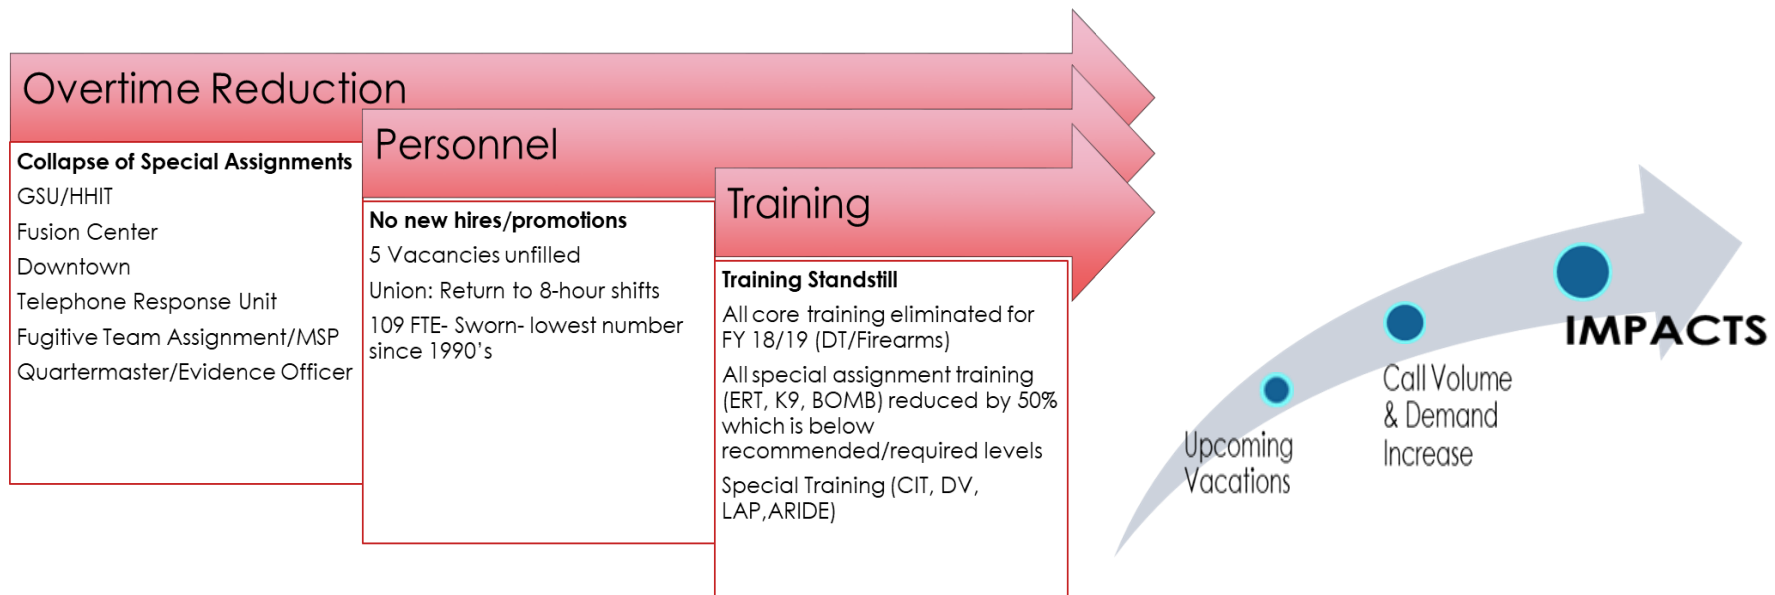 Overtime Reduction
Collapse of Special Assignments
GSU/HHIT
Fusion Center
Downtown
Telephone Response Unit
Fugitive Team Assignment/MSP
Quartermaster/Evidence Officer
Personnel
No new hires/promotions
5 Vacancies unfilled
Union: Return to 8-hour shifts
109 FTE- Sworn- lowest number
since 1990's
Training
Training Standstill
All core training eliminated for
FY 18/19 (DT/Firearms)
All special assignment training
(ERT, K9, BOMB) reduced by 50%
which is below
recommended/required levels
Special Training (CIT, DV,
LAP,ARIDE)
Upcoming
Vacations
Call Volume
& Demand
Increase
IMPACTS